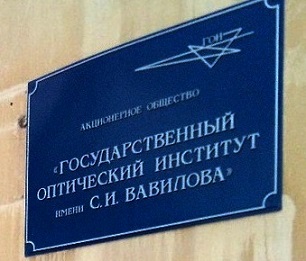 ГОИ
АКЦИОНЕРНОЕ ОБЩЕСТВО
«ГОСУДАРСТВЕННЫЙ
ОПТИЧЕСКИЙ ИНСТИТУТ
ИМЕНИ С.И. ВАВИЛОВА»